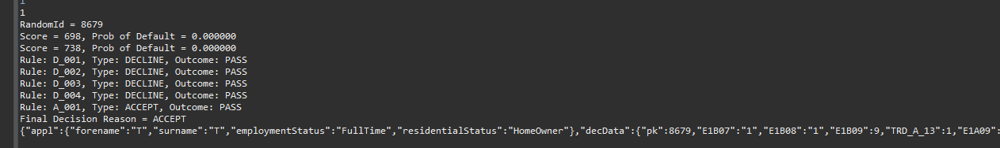 1
1
RandomId = 8679
Score = 698, Prob of Default = 0.000000
Score = 738, Prob of Default = 0.000000
Rule: D_001, Type: DECLINE, Outcome: PASS
Rule: D_002, Type: DECLINE, Outcome: PASS
Rule: D_003, Type: DECLINE, Outcome: PASS
Rule: D_004, Type: DECLINE, Outcome: PASS
Rule: A_001, Type: ACCEPT, Outcome: PASS
Final Decision Reason = ACCEPT
{"appl":{"forename":"T","surname":"T","employmentStatus":"FullTime","residentialStatus":"HomeOwner"},"decData":{"pk":8679,"E1B07":"1","E1B08":"1","E1B09":9,"TRD_A_13":1,"E1A09":